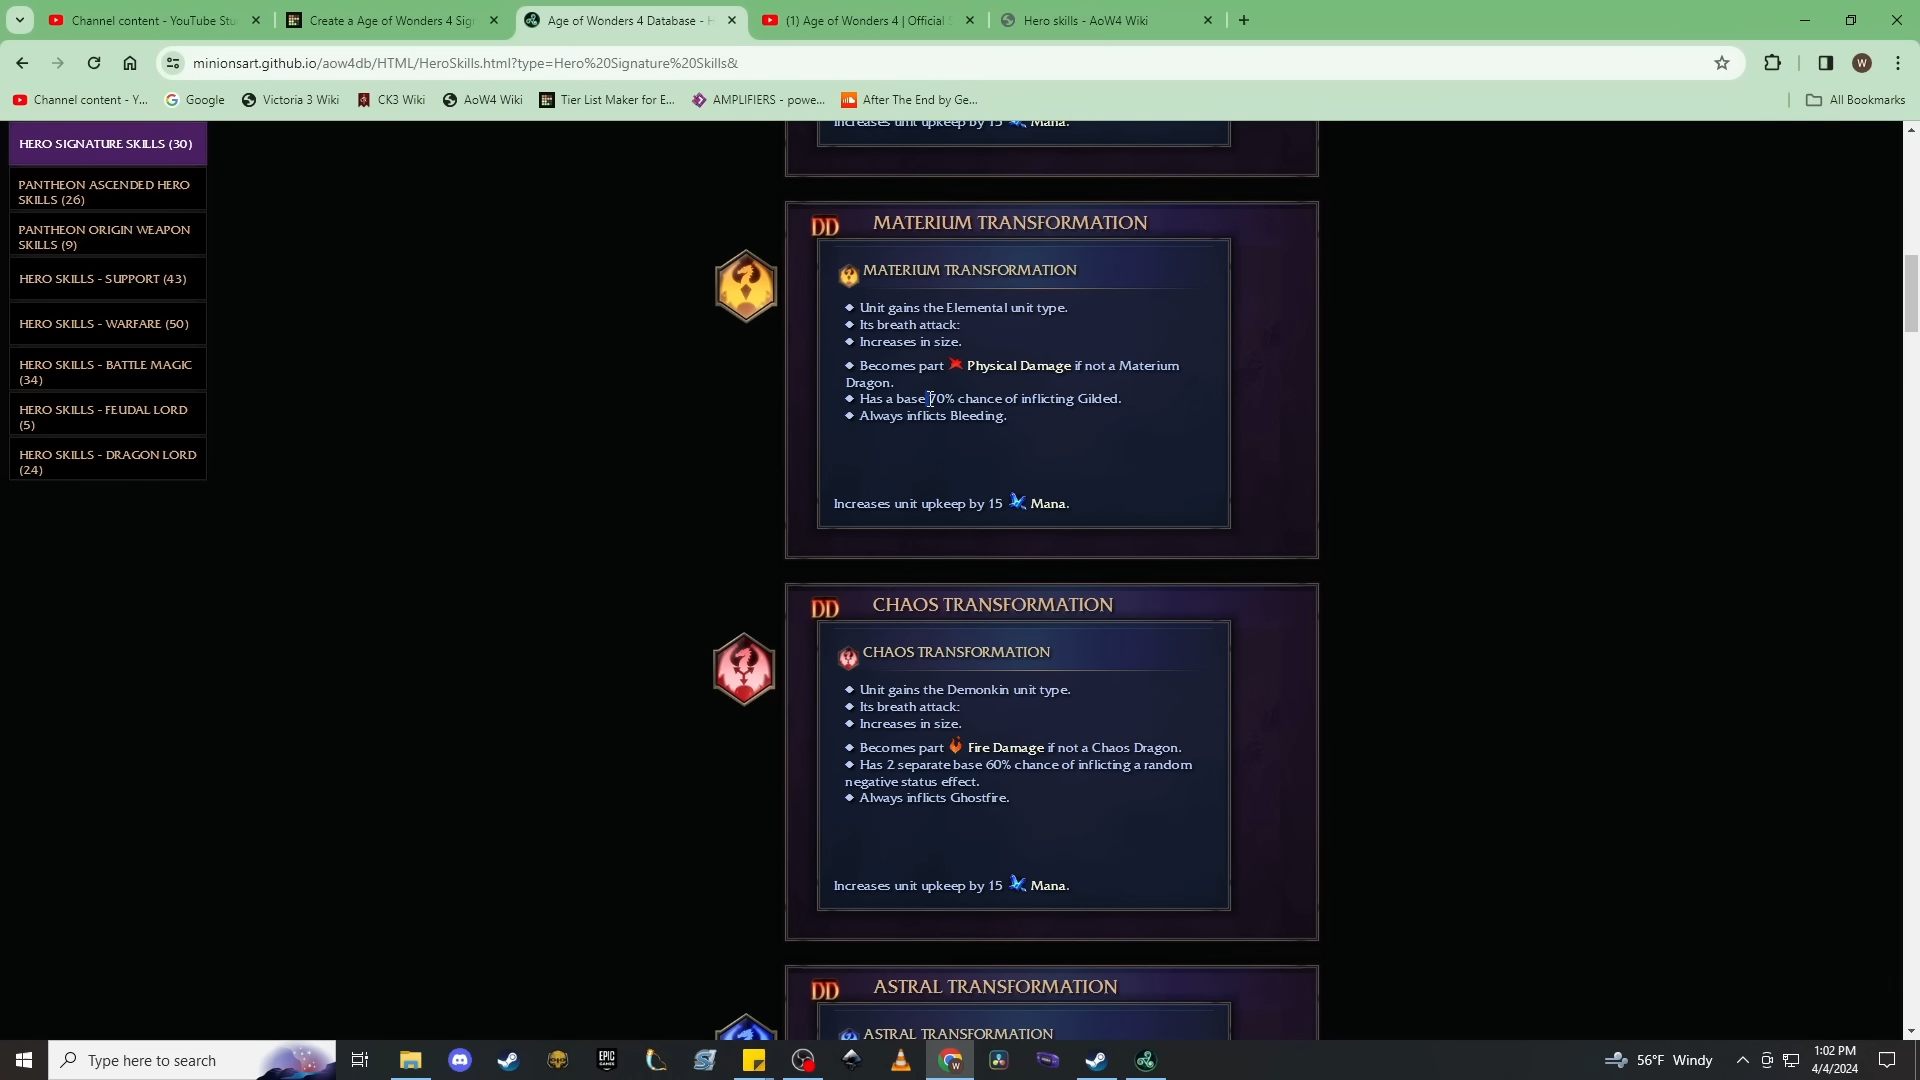 Channel content - YouTube Stu
Create a Age of Wonders 4 Sig
Age of Wonders 4 Database - H
(1) Age of Wonders 4 | Official S
Hero skills - AoW4 Wiki
minionsart.github.io/aow4db/HTML/HeroSkills.html?type=Hero%20Signature%20Skills&
W
Channel content - Y...
Google
Victoria 3 Wiki
CK3 Wiki
AoW4 Wiki
Tier List Maker for E...
AMPLIFIERS - powe...
After The End by Ge...
All Bookmarks
HERO SIGNATURE SKILLS (30)
PANTHEON ASCENDED HERO
SKILLS (26)
PANTHEON ORIGIN WEAPON
SKILLS (9)
HERO SKILLS - SUPPORT (43)
HERO SKILLS - WARFARE (50)
HERO SKILLS - BATTLE MAGIC
(34)
HERO SKILLS - FEUDAL LORD
(5)
HERO SKILLS - DRAGON LORD
(24)
Increases unit upkeep by 15 Mana.
DD MATERIUM TRANSFORMATION
MATERIUM TRANSFORMATION
◆ Unit gains the Elemental unit type.
◆ Its breath attack:
◆ Increases in size.
◆ Becomes part Physical Damage if not a Materium
Dragon.
◆ Has a base 70% chance of inflicting Gilded.
◆ Always inflicts Bleeding.
Increases unit upkeep by 15 Mana.
DD CHAOS TRANSFORMATION
CHAOS TRANSFORMATION
◆ Unit gains the Demonkin unit type.
◆ Its breath attack:
◆ Increases in size.
◆ Becomes part Fire Damage if not a Chaos Dragon.
◆ Has 2 separate base 60% chance of inflicting a random
negative status effect.
◆ Always inflicts Ghostfire.
Increases unit upkeep by 15 Mana.
DD ASTRAL TRANSFORMATION
ASTRAL TRANSFORMATION
Type here to search
EPIC
GAMES
W
56°F Windy
1:02 PM
4/4/2024